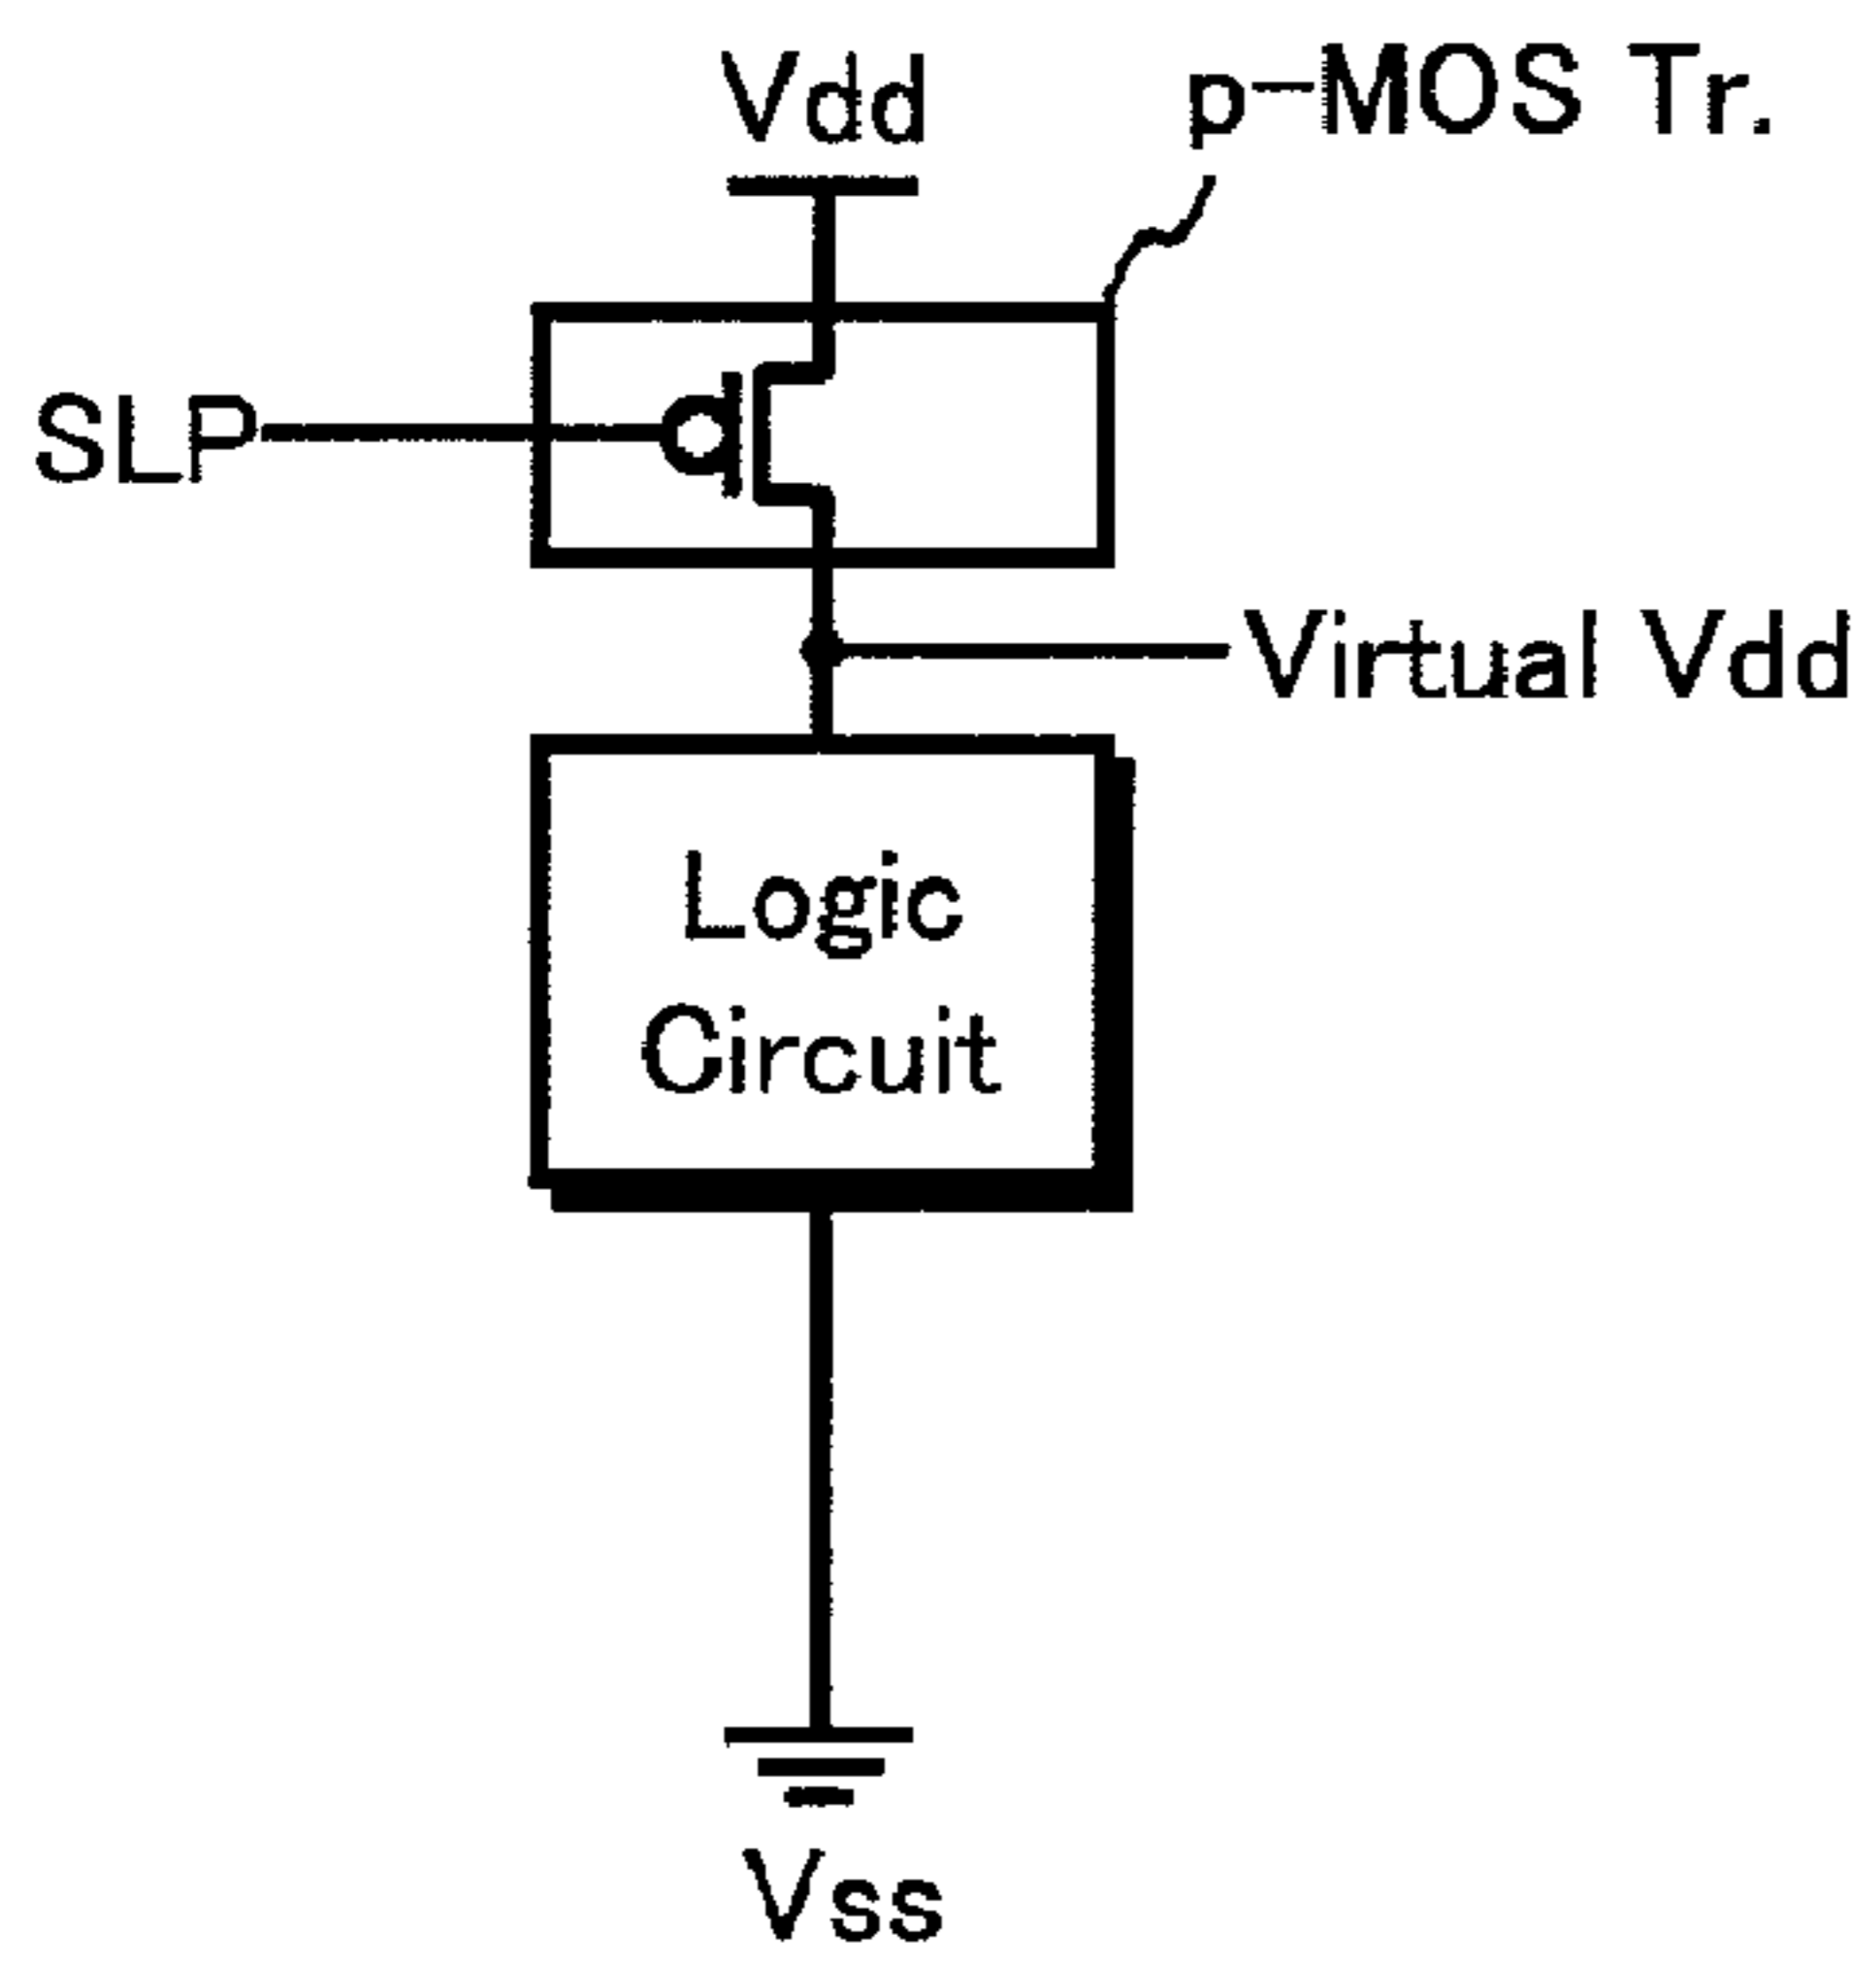 Vdd
p-MOS Tr.
SLP
Virtual Vdd
Logic
Circuit
Vss